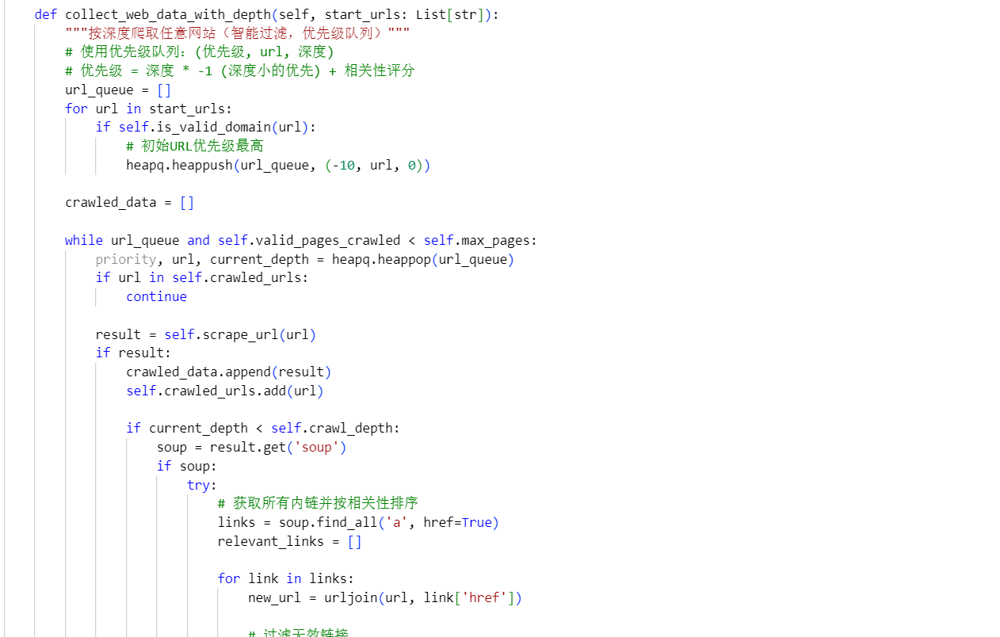 def collect_web_data_with_depth(self, start_urls: List[str]):
"""按深度爬取任意网站（智能过滤，优先级队列）"""
# 使用优先级队列：(优先级, url, 深度)
# 优先级 = 深度 * -1 (深度小的优先) + 相关性评分
url_queue = []
for url in start_urls:
if self.is_valid_domain(url):
# 初始URL优先级最高
heapq.heappush(url_queue, (-10, url, 0))
crawled_data = []
while url_queue and self.valid_pages_crawled < self.max_pages:
priority, url, current_depth = heapq.heappop(url_queue)
if url in self.crawled_urls:
continue
result = self.scrape_url(url)
if result:
crawled_data.append(result)
self.crawled_urls.add(url)
if current_depth < self.crawl_depth:
soup = result.get('soup')
if soup:
try:
# 获取所有内链并按相关性排序
links = soup.find_all('a', href=True)
relevant_links = []
for link in links:
new_url = urljoin(url, link['href'])
# 过滤无效链接